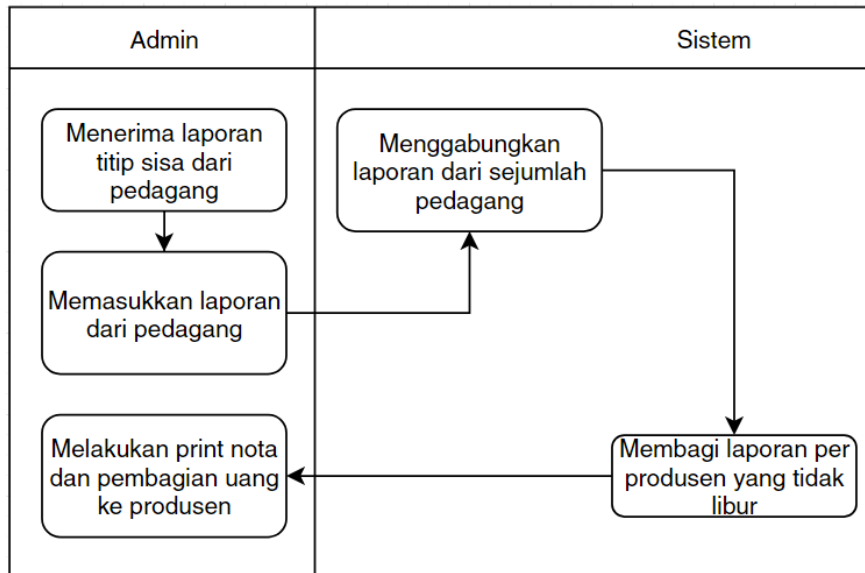 Admin
Sistem
Menerima laporan
titip sisa dari
pedagang
Memasukkan laporan
dari pedagang
Menggabungkan
laporan dari sejumlah
pedagang
Membagi laporan per
produsen yang tidak
libur
Melakukan print nota
dan pembagian uang
ke produsen